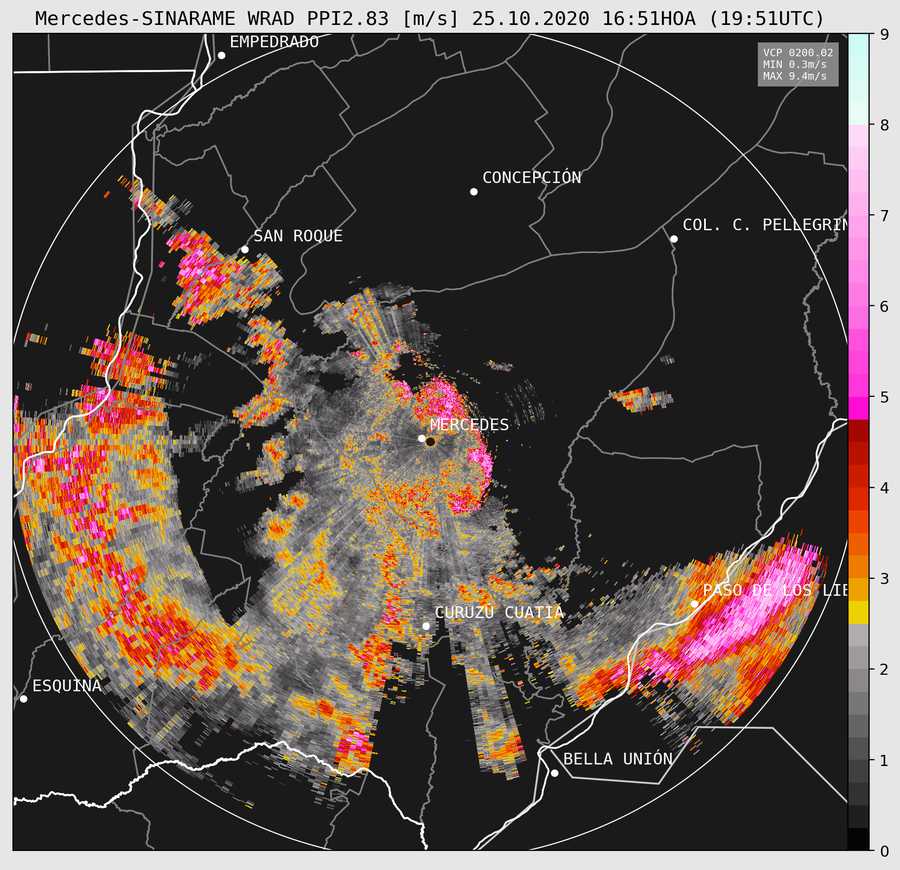 Mercedes-SINARAME WRAD PPI2.83 [m/s] 25.10.2020 16:51HOA (19:51UTC)
EMPEDRADO
VCP 0200.02
MIN 0.3m/s
MAX 9.4m/s
CONCEPCIÓN
COL. C. PELLEGRIN
SAN ROQUE
MERCEDES
PASO DE LOS LIE
CURUZU CUATIÁ
ESQUINA
BELLA UNIÓN
9
8
7
6
5
4
3
2
1
0